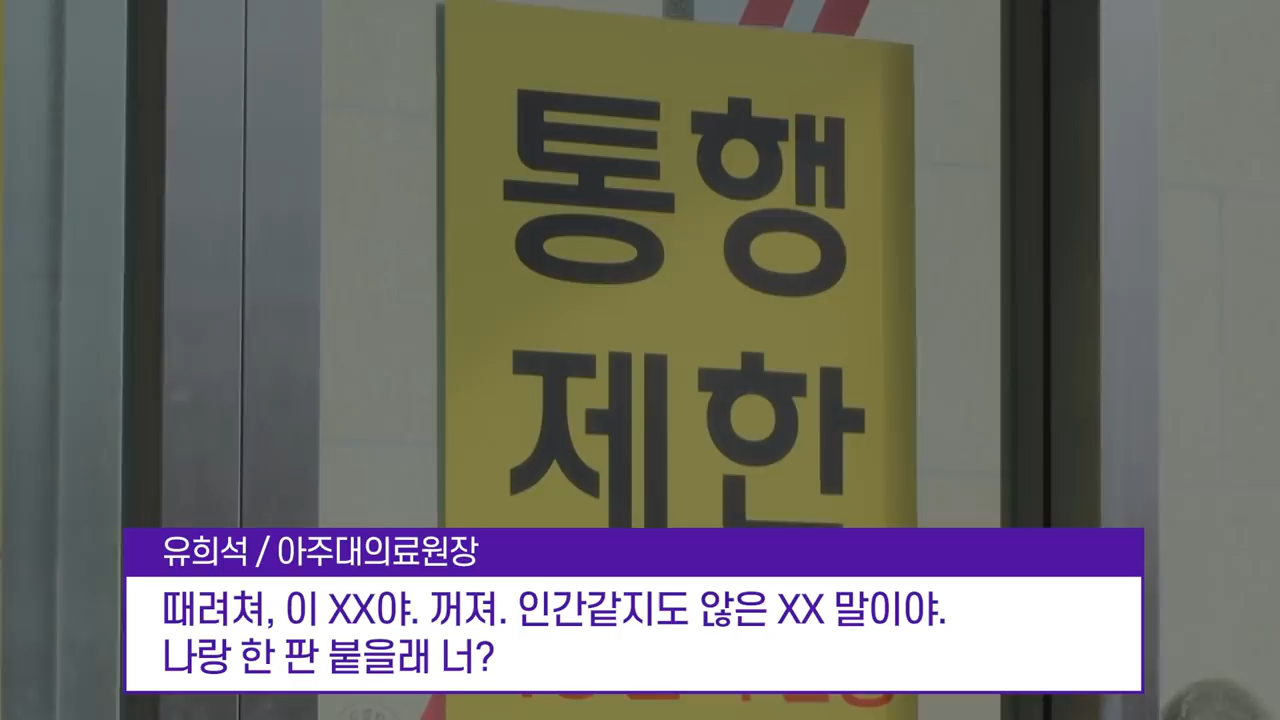 통행
제한
유희석 / 아주대의료원장
때려쳐, 이 XX야. 꺼져. 인간같지도 않은 XX 말이야.
나랑 한 판 붙을래 너?